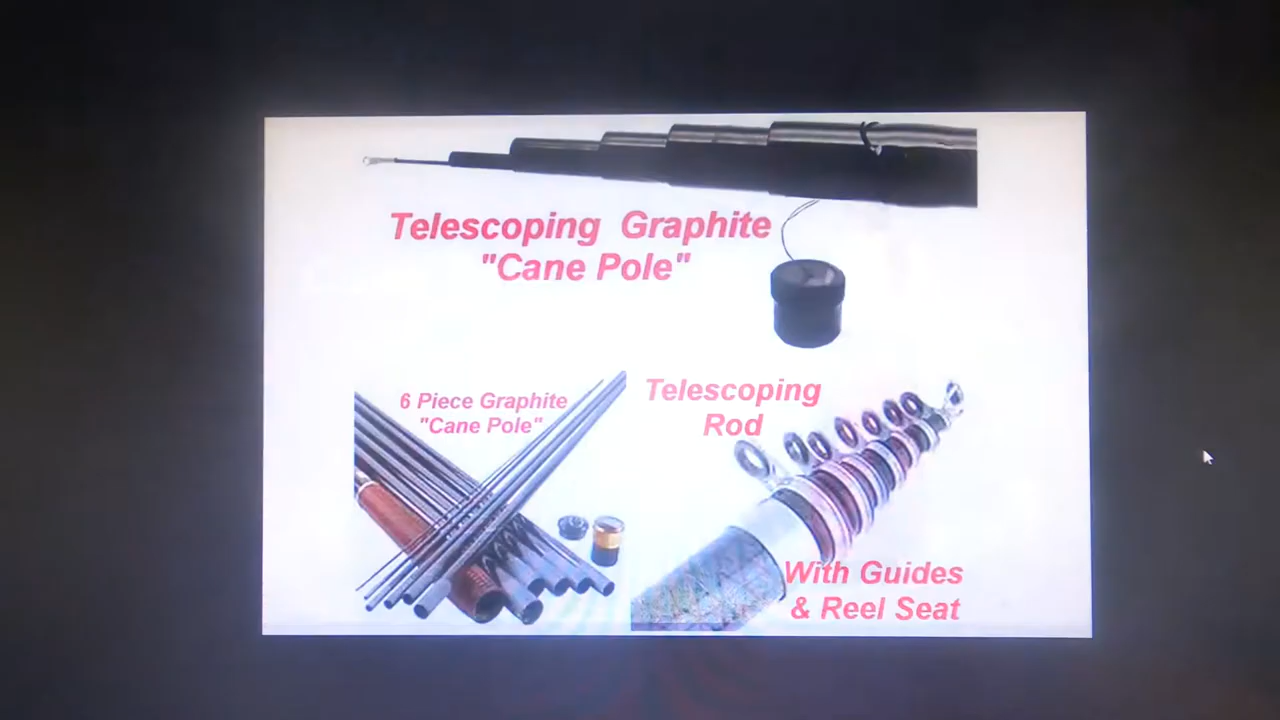 Telescoping Graphite
"Cane Pole"
6 Piece Graphite
"Cane Pole"
Telescoping
Rod
With Guides
& Reel Seat